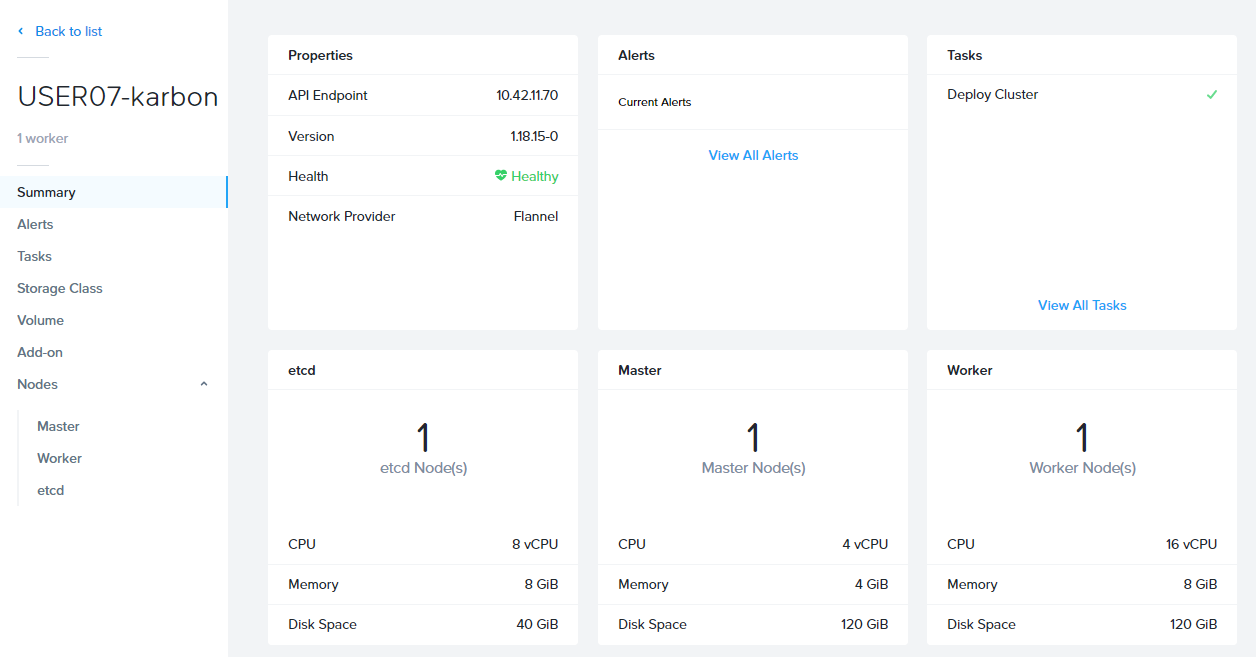 Back to list
USER07-karbon
1 worker
Summary
Alerts
Tasks
Storage Class
Volume
Add-on
Nodes
Master
Worker
etcd
Properties
API Endpoint 10.42.11.70
Version 1.18.15-0
Health Healthy
Network Provider Flannel
Alerts
Current Alerts
View All Alerts
Tasks
Deploy Cluster
View All Tasks
etcd
1
etcd Node(s)
CPU 8 vCPU
Memory 8 GiB
Disk Space 40 GiB
Master
1
Master Node(s)
CPU 4 vCPU
Memory 4 GiB
Disk Space 120 GiB
Worker
1
Worker Node(s)
CPU 16 vCPU
Memory 8 GiB
Disk Space 120 GiB